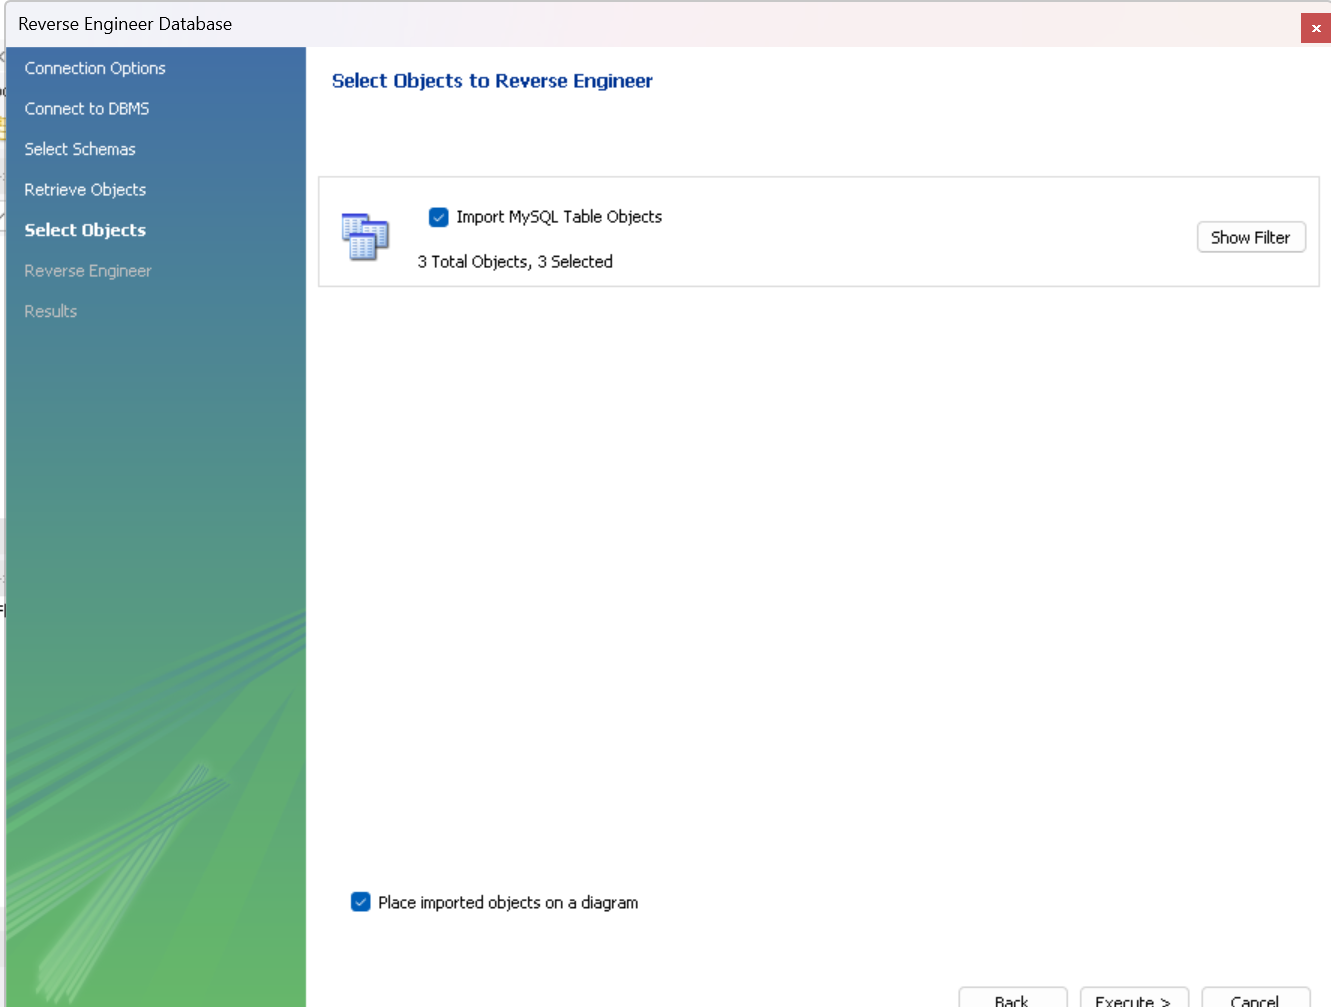 Reverse Engineer Database
Connection Options
Connect to DBMS
Select Schemas
Retrieve Objects
Select Objects
Reverse Engineer
Results
Select Objects to Reverse Engineer
Import MySQL Table Objects
Show Filter
3 Total Objects, 3 Selected
Place imported objects on a diagram
Back
Execute >
Cancel